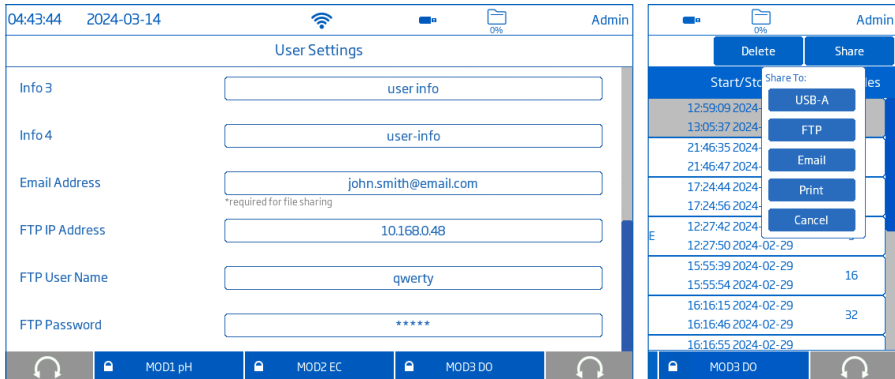 04:43:44 2024-03-14 0% Admin
User Settings
Info 3 user info
Info 4 user-info
Email Address john.smith@email.com
*required for file sharing
FTP IP Address 10.168.0.48
FTP User Name qwerty
FTP Password *****
MOD1 pH MOD2 EC MOD3 DO
0% Admin
Delete Share
Start/Sto les
Share To:
USB-A
FTP
Email
Print
Cancel
12:59:09 2024-
13:05:37 2024-
21:46:35 2024-
21:46:47 2024-
17:24:44 2024-
17:24:56 2024-
E 12:27:42 2024-
12:27:50 2024-02-29
15:55:39 2024-02-29
16
15:55:54 2024-02-29
16:16:15 2024-02-29
32
16:16:46 2024-02-29
16:16:55 2024-02-29
MOD3 DO